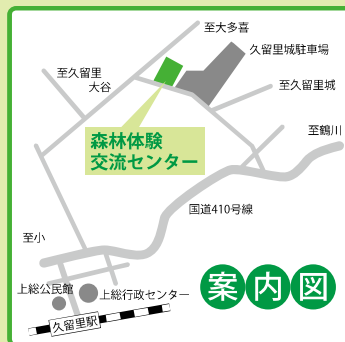 至大多喜
久留里城駐車場
至久留里
大谷
至久留里城
森林体験
交流センター
至鶴川
国道410号線
至小
上総公民館
上総行政センター
久留里駅
案内図